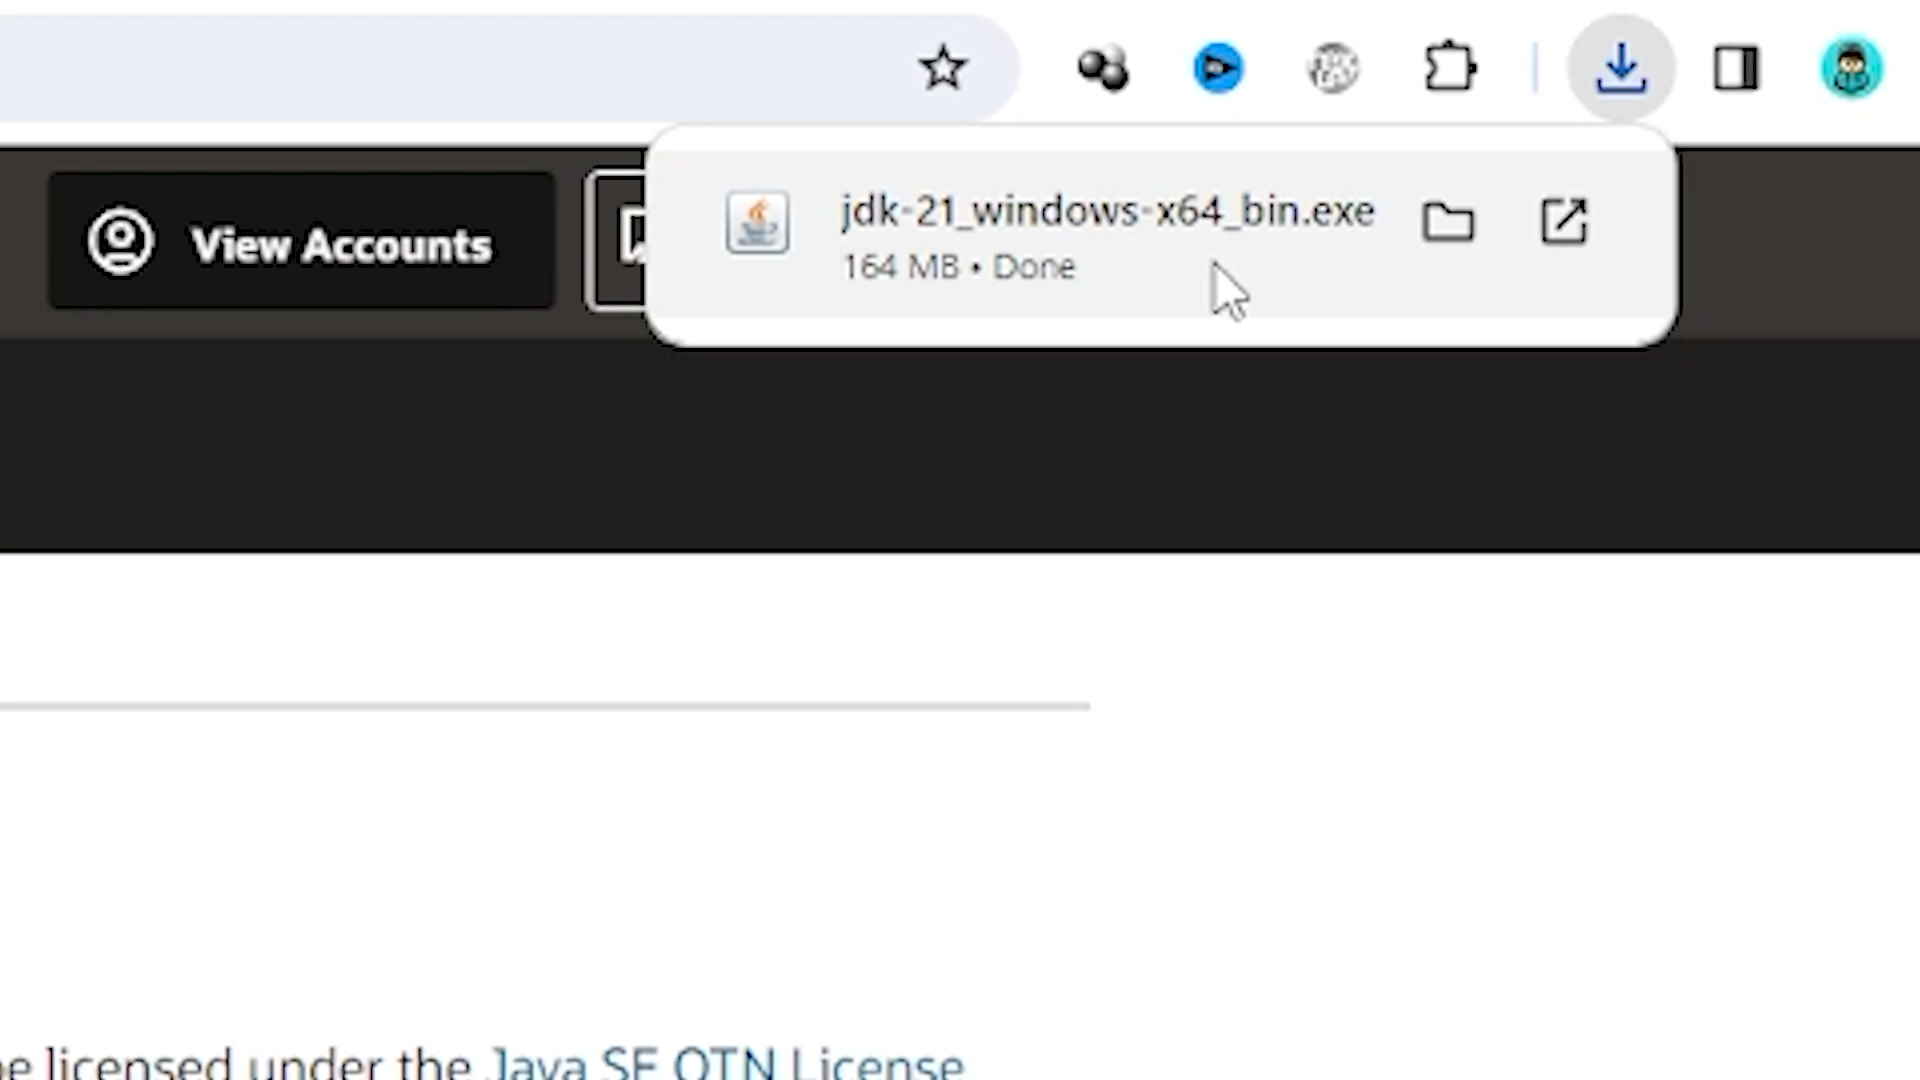 View Accounts
jdk-21_windows-x64_bin.exe
164 MB • Done
licensed under the Java SE OTN License